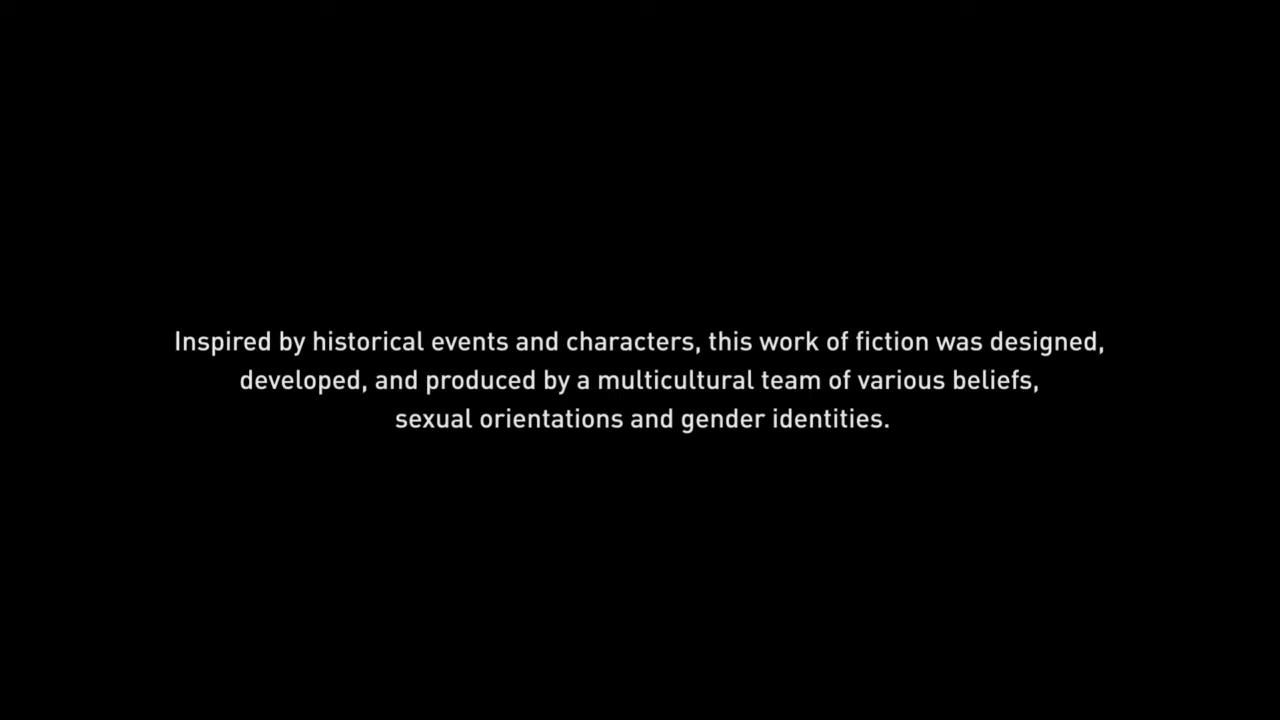 Inspired by historical events and characters, this work of fiction was designed,
developed, and produced by a multicultural team of various beliefs,
sexual orientations and gender identities.